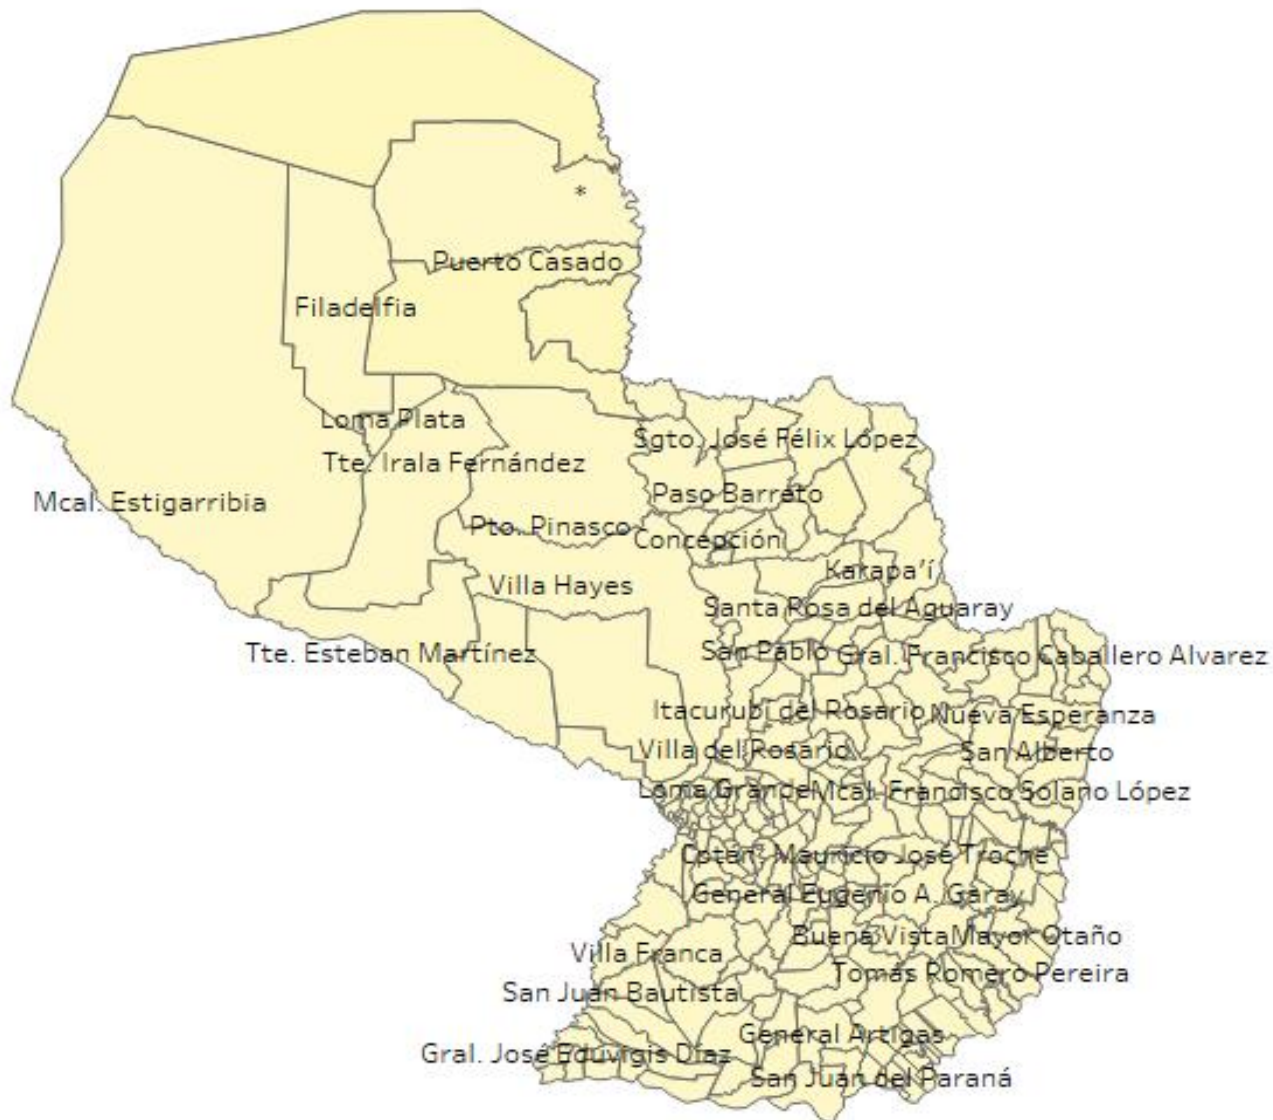 *
Puerto Casado
Filadelfia
Loma Plata
Sgto. José Félix López
Tte. Irala Fernández
Paso Barreto
Mcal. Estigarribia
Pto. Pinasco
Concepción
Karapa'í
Villa Hayes
Santa Rosa del Aguaray
Tte. Esteban Martínez
San Pablo
Gral. Francisco Caballero Alvarez
Itacurubí del Rosario
Nueva Esperanza
Villa del Rosario
San Alberto
Loma Grande
Mcal. Francisco Solano López
Mauricio José Troche
General Eugenio A. Garay
Buena Vista
Mayor Otaño
Villa Franca
Tomás Romero Pereira
San Juan Bautista
General Artigas
Gral. José Eduvigis Díaz
San Juan del Paraná